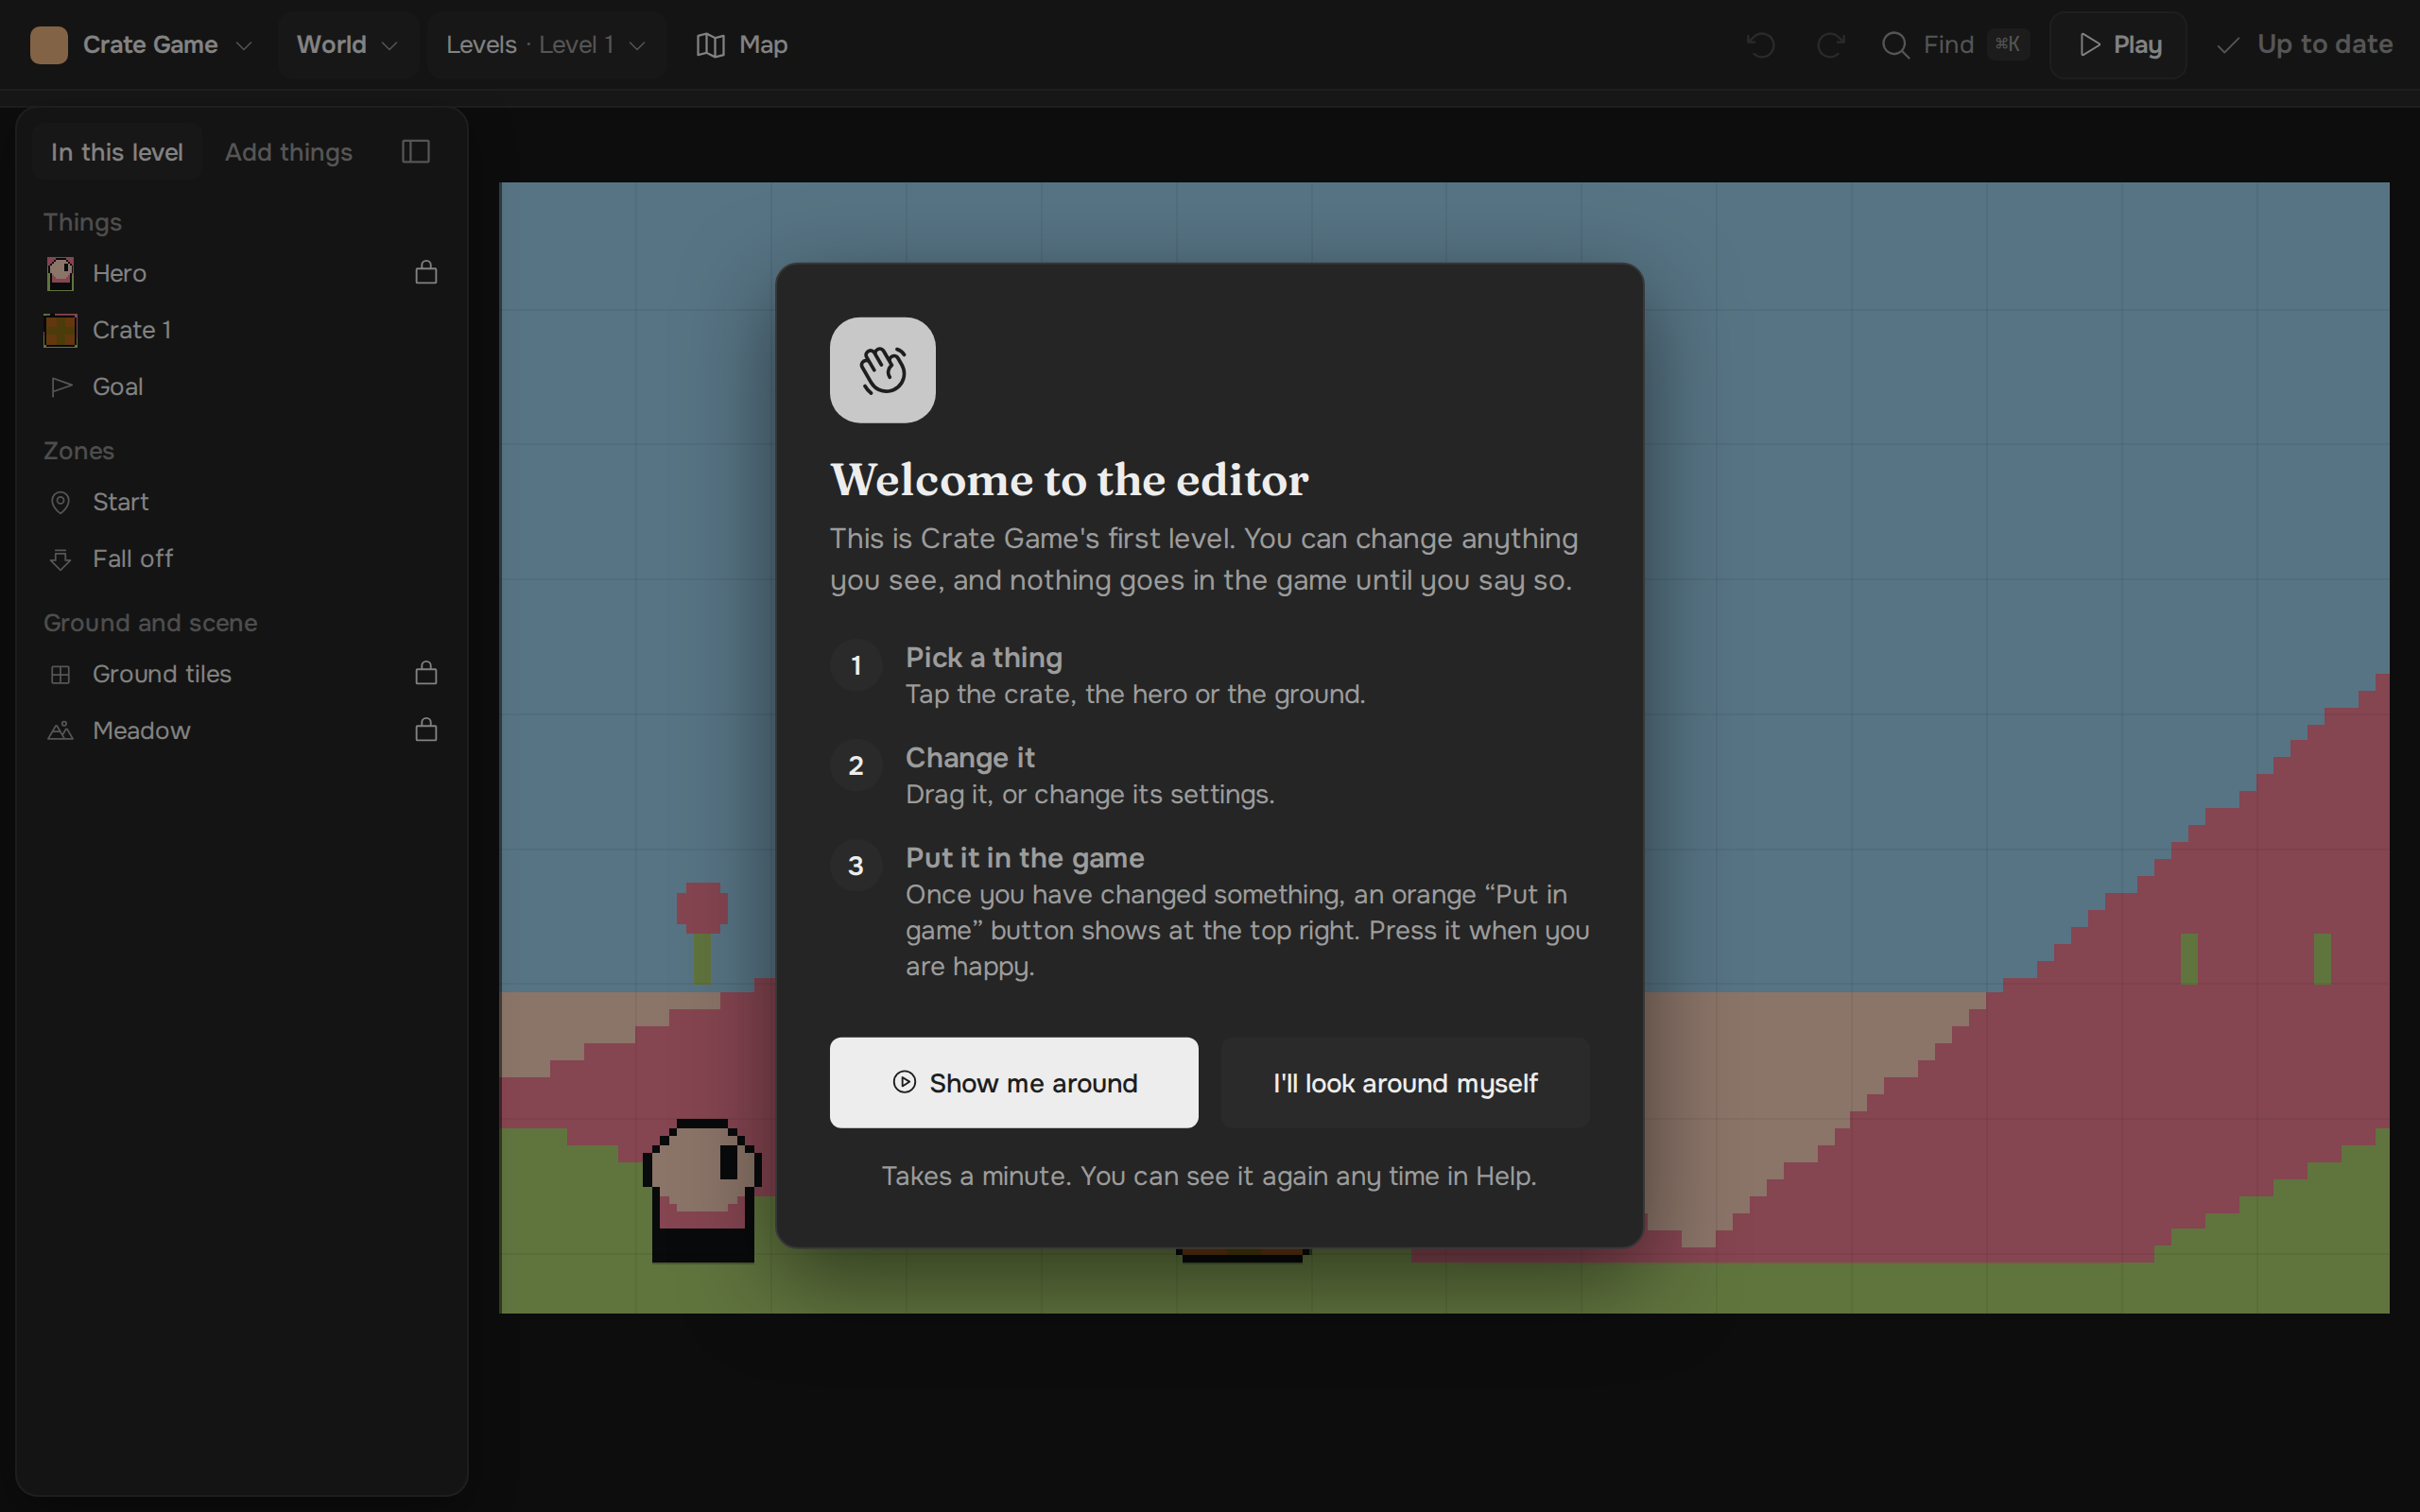 Crate Game
World
Levels · Level 1
Map
Find ⌘K
Play
Up to date
In this level
Add things
Things
Hero
Crate 1
Goal
Zones
Start
Fall off
Ground and scene
Ground tiles
Meadow
Welcome to the editor
This is Crate Game's first level. You can change anything
you see, and nothing goes in the game until you say so.
1 Pick a thing
Tap the crate, the hero or the ground.
2 Change it
Drag it, or change its settings.
3 Put it in the game
Once you have changed something, an orange “Put in
game” button shows at the top right. Press it when you
are happy.
Show me around
I'll look around myself
Takes a minute. You can see it again any time in Help.